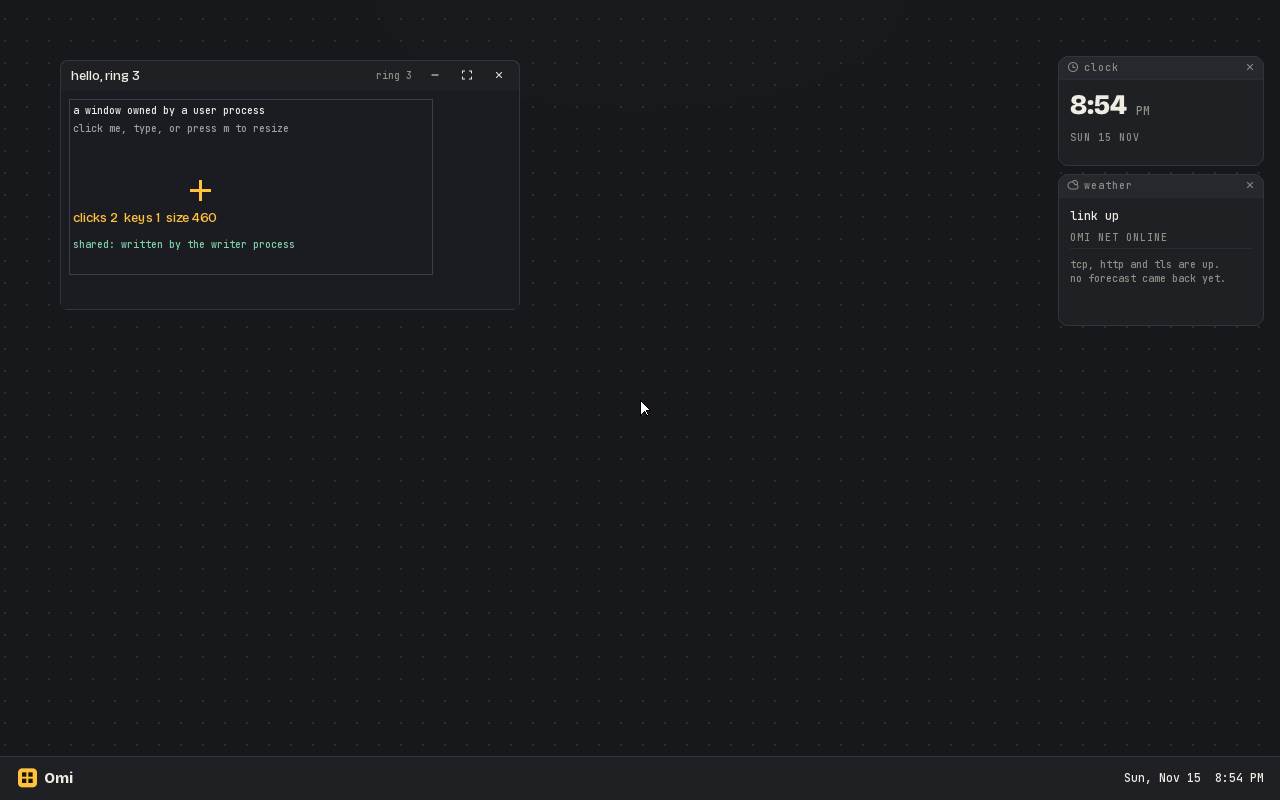 hello, ring 3
ring 3
a window owned by a user process
click me, type, or press m to resize
clicks 2 keys 1 size 460
shared: written by the writer process
clock
8:54 PM
SUN 15 NOV
weather
link up
OMI NET ONLINE
tcp, http and tls are up.
no forecast came back yet.
Omi
Sun, Nov 15 8:54 PM